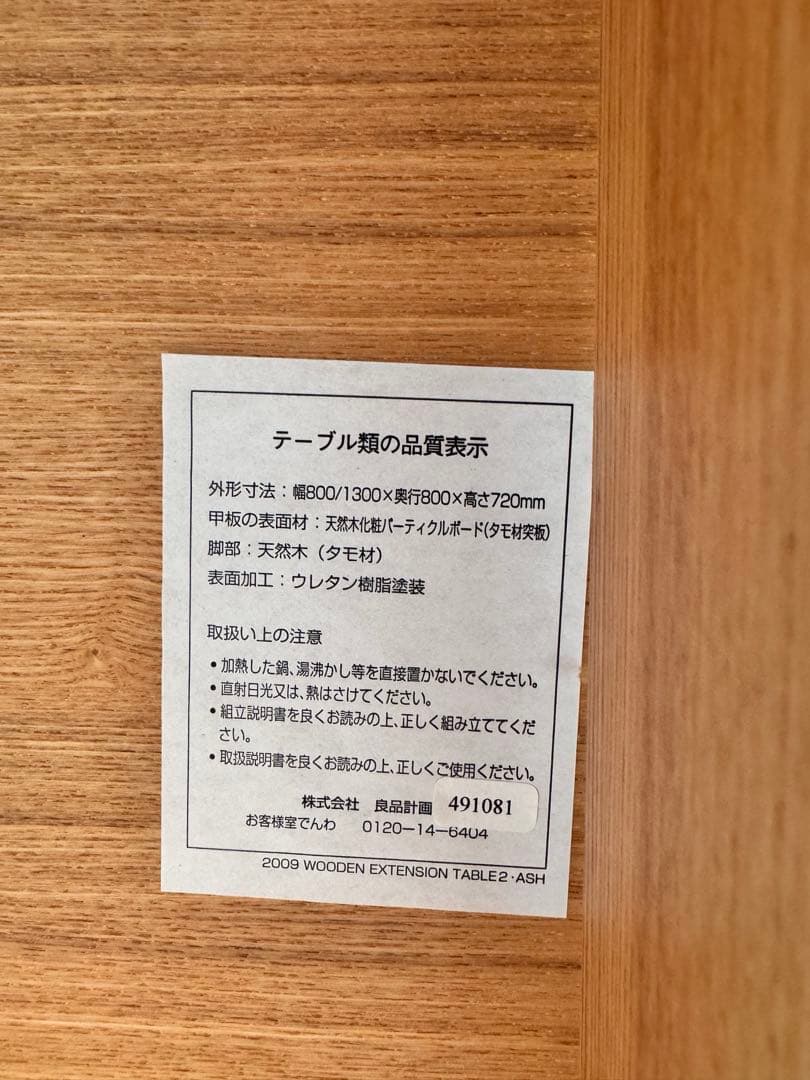 テーブル類の品質表示
外形寸法：幅800/1300×奥行800×高さ720mm
甲板の表面材：天然木化粧パーティクルボード(タモ材突板)
脚部：天然木（タモ材）
表面加工：ウレタン樹脂塗装
取扱い上の注意
●加熱した鍋、湯沸かし等を直接置かないでください。
●直射日光又は、熱はさけてください。
●組立説明書を良くお読みの上、正しく組み立ててくだ
さい。
●取扱説明書を良くお読みの上、正しくご使用ください。
株式会社　良品計画 491081
お客様室でんわ　0120－14－6404
2009 WOODEN EXTENSION TABLE2・ASH